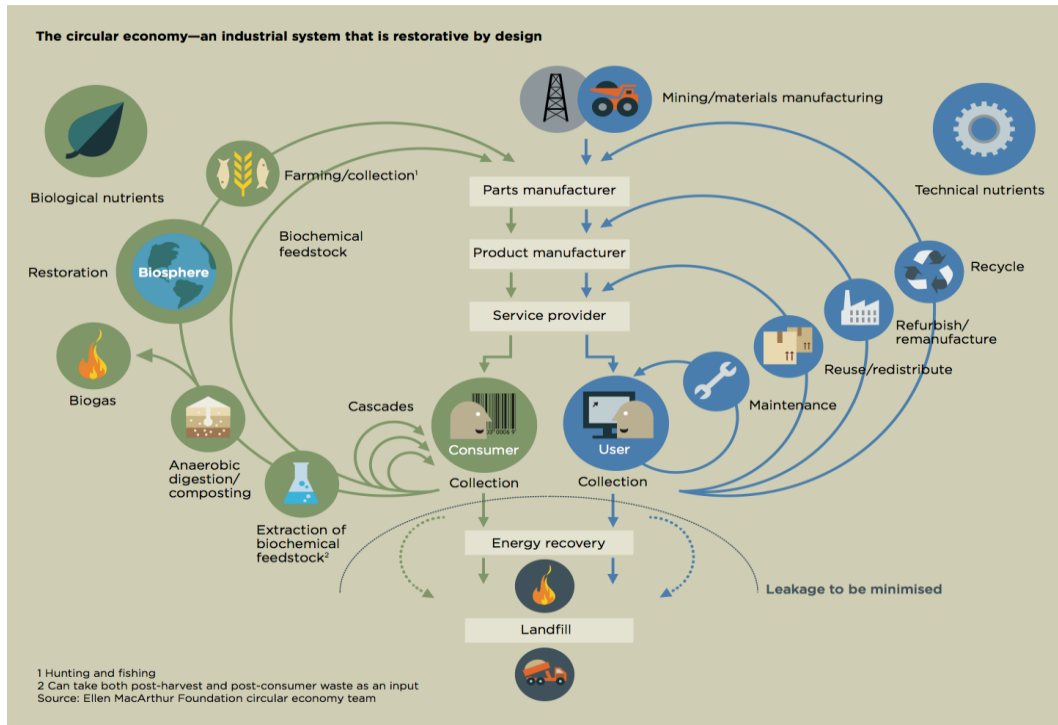 The circular economy—an industrial system that is restorative by design
Mining/materials manufacturing
Biological nutrients
Technical nutrients
Farming/collection¹
Parts manufacturer
Biochemical
feedstock
Product manufacturer
Restoration
Biosphere
Recycle
Service provider
Refurbish/
remanufacture
Reuse/redistribute
Biogas
Cascades
Maintenance
Consumer
User
Anaerobic
digestion/
composting
Collection
Collection
Extraction of
biochemical
feedstock²
Energy recovery
Leakage to be minimised
Landfill
1 Hunting and fishing
2 Can take both post-harvest and post-consumer waste as an input
Source: Ellen MacArthur Foundation circular economy team